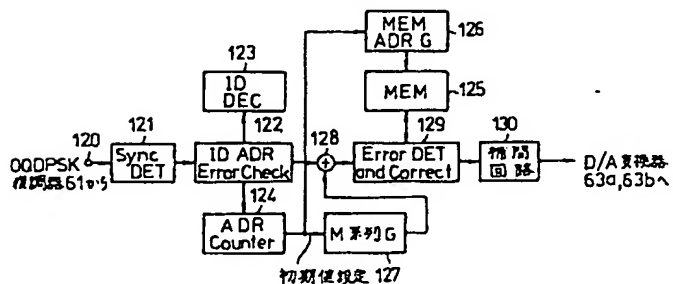 MEM
ADR G
126
123
ID
DEC
MEM
125
120
121
122
128
129
130
OQDPSK
復調器61から
Sync
DET
ID ADR
Error Check
Error DET
and Correct
補間
回路
D/A変換器
63a,63bへ
124
ADR
Counter
M系列G
初期値設定
127